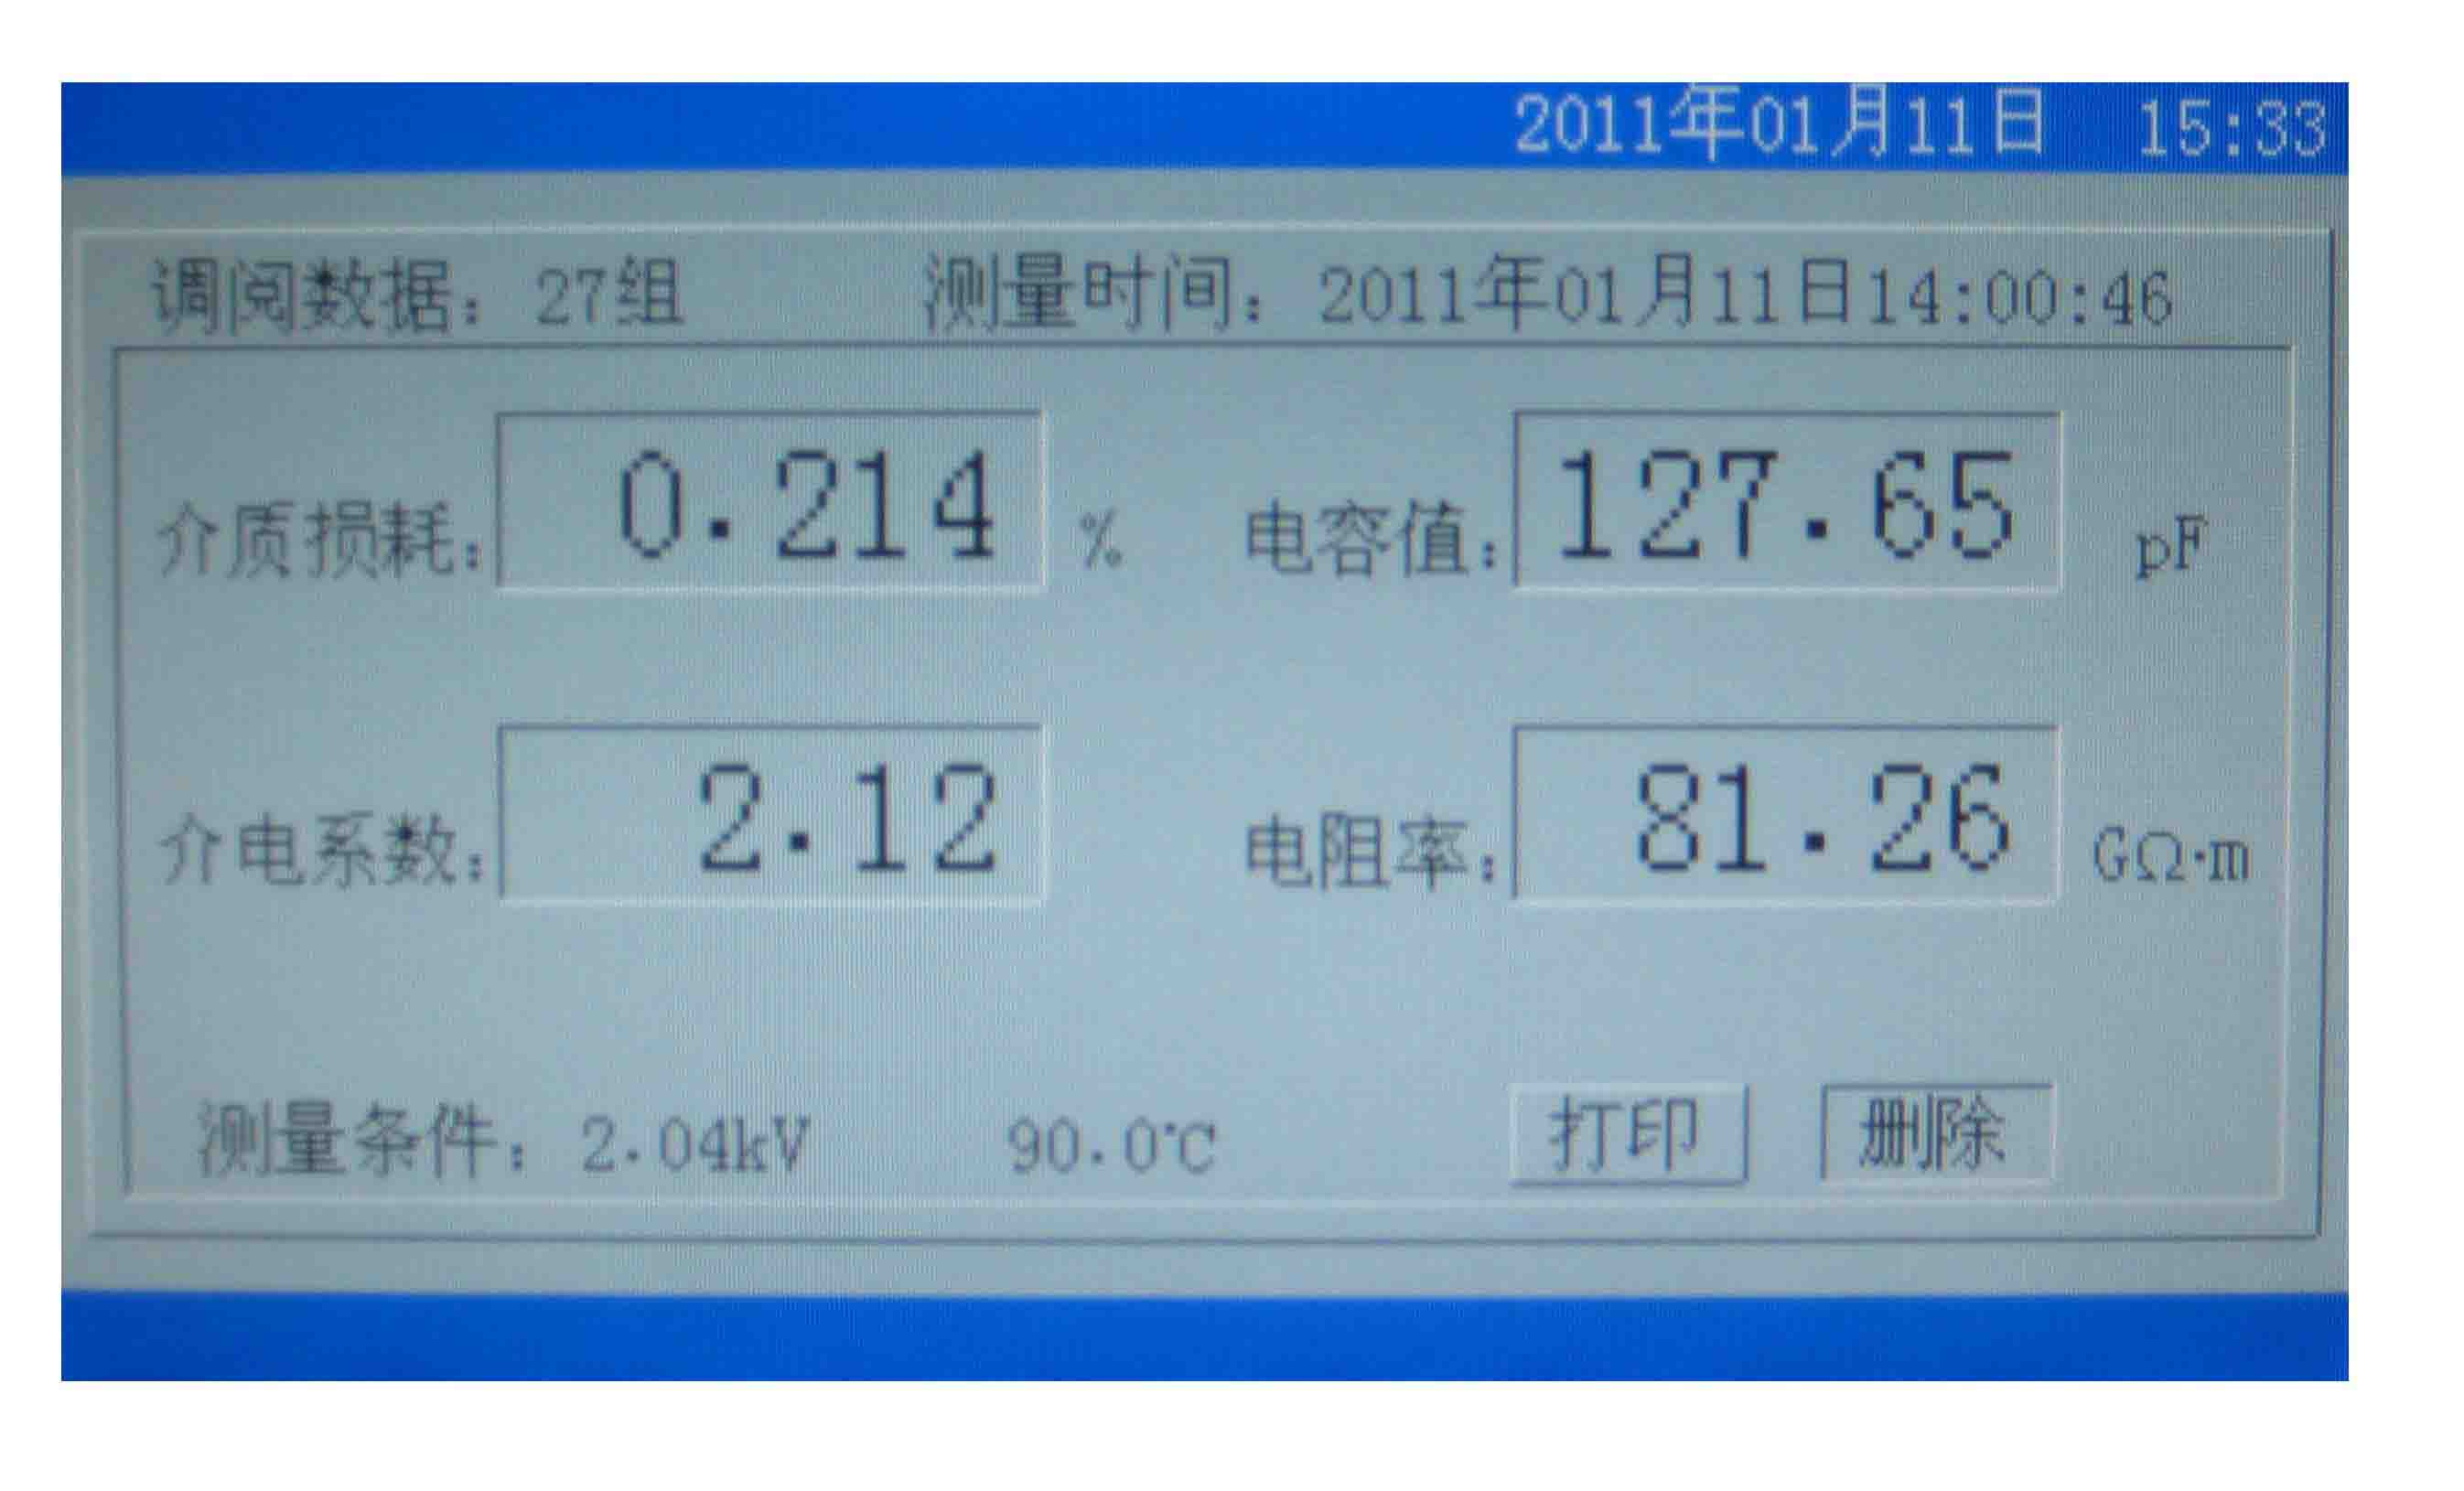 2011年01月11日 15:33
调阅数据：27组 测量时间：2011年01月11日14:00:46
介质损耗：0.214 % 电容值：127.65 pF
介电系数：2.12 电阻率：81.26 GΩ·m
测量条件：2.04kV 90.0℃ 打印 删除